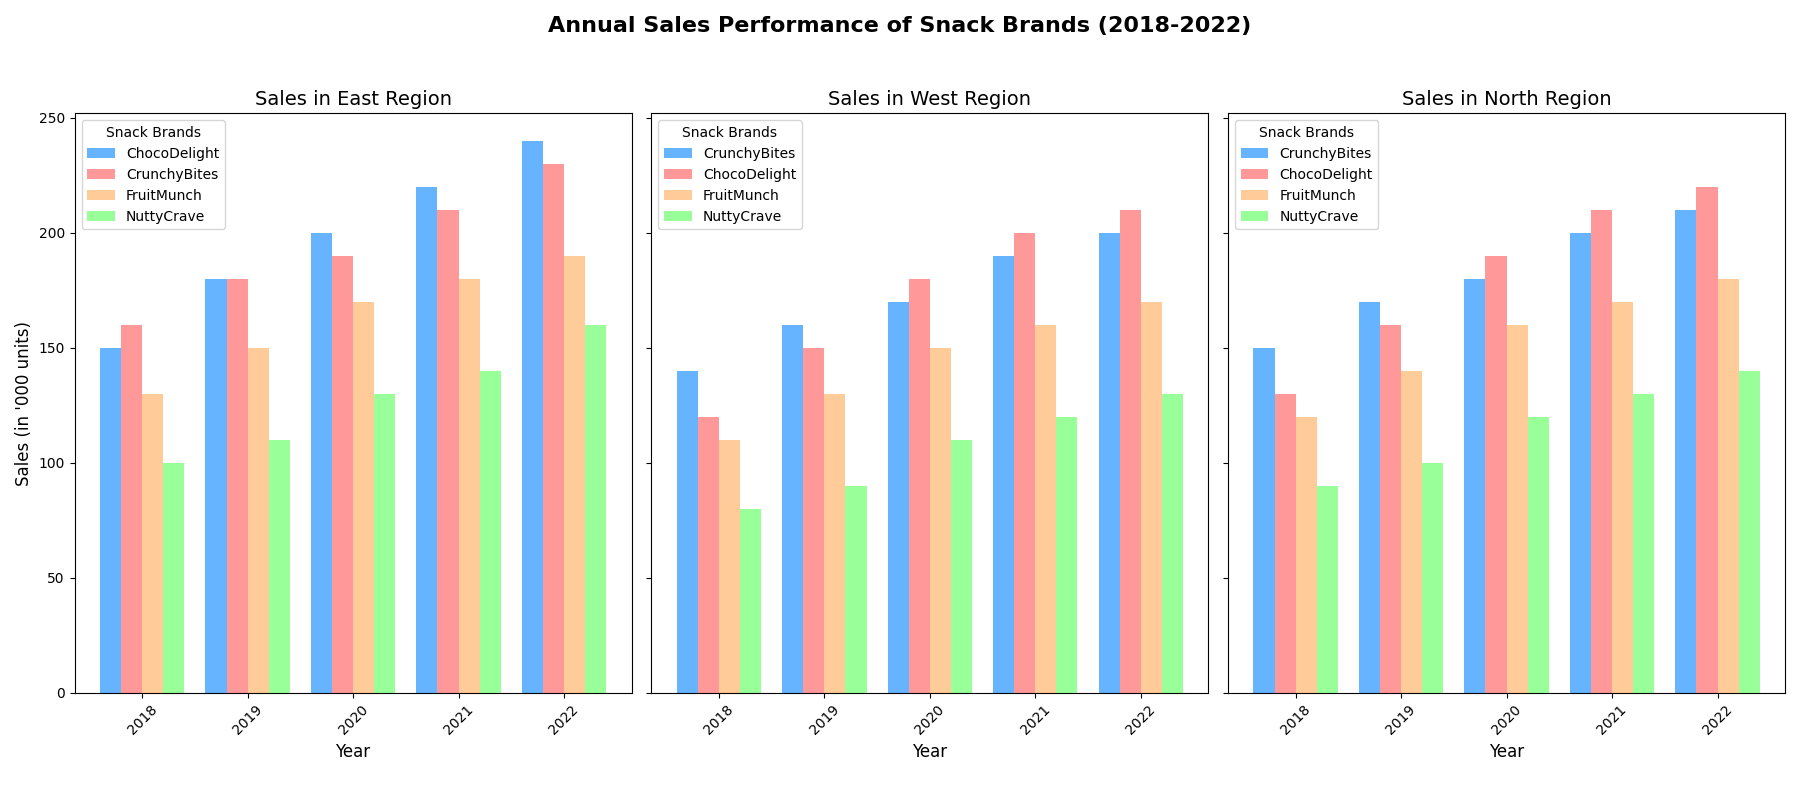 Annual Sales Performance of Snack Brands (2018-2022)
Sales in East Region
Snack Brands
ChocoDelight
CrunchyBites
FruitMunch
NuttyCrave
Sales (in '000 units)
250
200
150
100
50
0
2018
2019
2020
2021
2022
Year
Sales in West Region
Snack Brands
CrunchyBites
ChocoDelight
FruitMunch
NuttyCrave
2018
2019
2020
2021
2022
Year
Sales in North Region
Snack Brands
CrunchyBites
ChocoDelight
FruitMunch
NuttyCrave
2018
2019
2020
2021
2022
Year